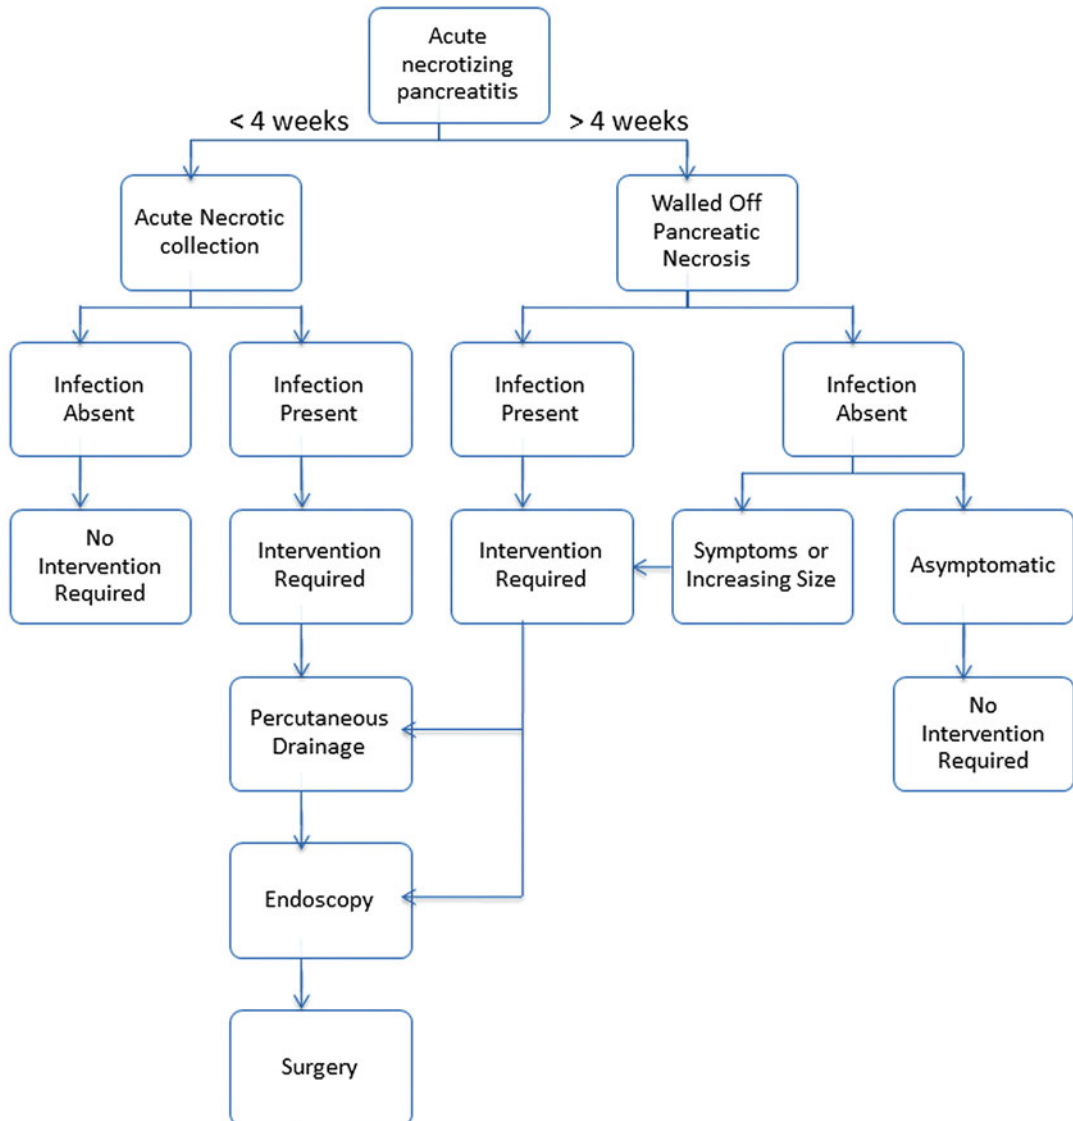 Acute
necrotizing
pancreatitis
< 4 weeks
> 4 weeks
Acute Necrotic
collection
Walled Off
Pancreatic
Necrosis
Infection
Absent
Infection
Present
Infection
Present
Infection
Absent
No
Intervention
Required
Intervention
Required
Intervention
Required
Symptoms or
Increasing Size
Asymptomatic
Percutaneous
Drainage
No
Intervention
Required
Endoscopy
Surgery